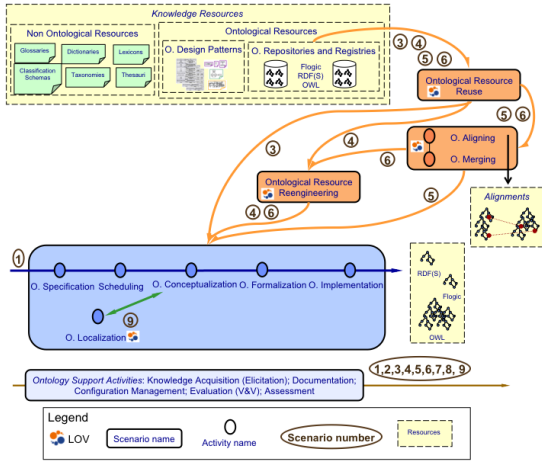 Knowledge Resources
Non Ontological Resources
Glossaries
Dictionaries
Lexicons
Classification
Schemas
Taxonomies
Thesauri
Ontological Resources
O. Design Patterns
O. Repositories and Registries
Flogic
RDF(S)
OWL
3 4
5 6
Ontological Resource
Reuse
5 6
O. Aligning
O. Merging
3
4
6
Ontological Resource
Reengineering
5
4 6
Alignments
1
O. Specification
Scheduling
O. Conceptualization
O. Formalization
O. Implementation
9
O. Localization
RDF(S)
Flogic
OWL
1,2,3,4,5,6,7,8, 9
Ontology Support Activities: Knowledge Acquisition (Elicitation); Documentation;
Configuration Management; Evaluation (V&V); Assessment
Legend
LOV
Scenario name
Activity name
Scenario number
Resources